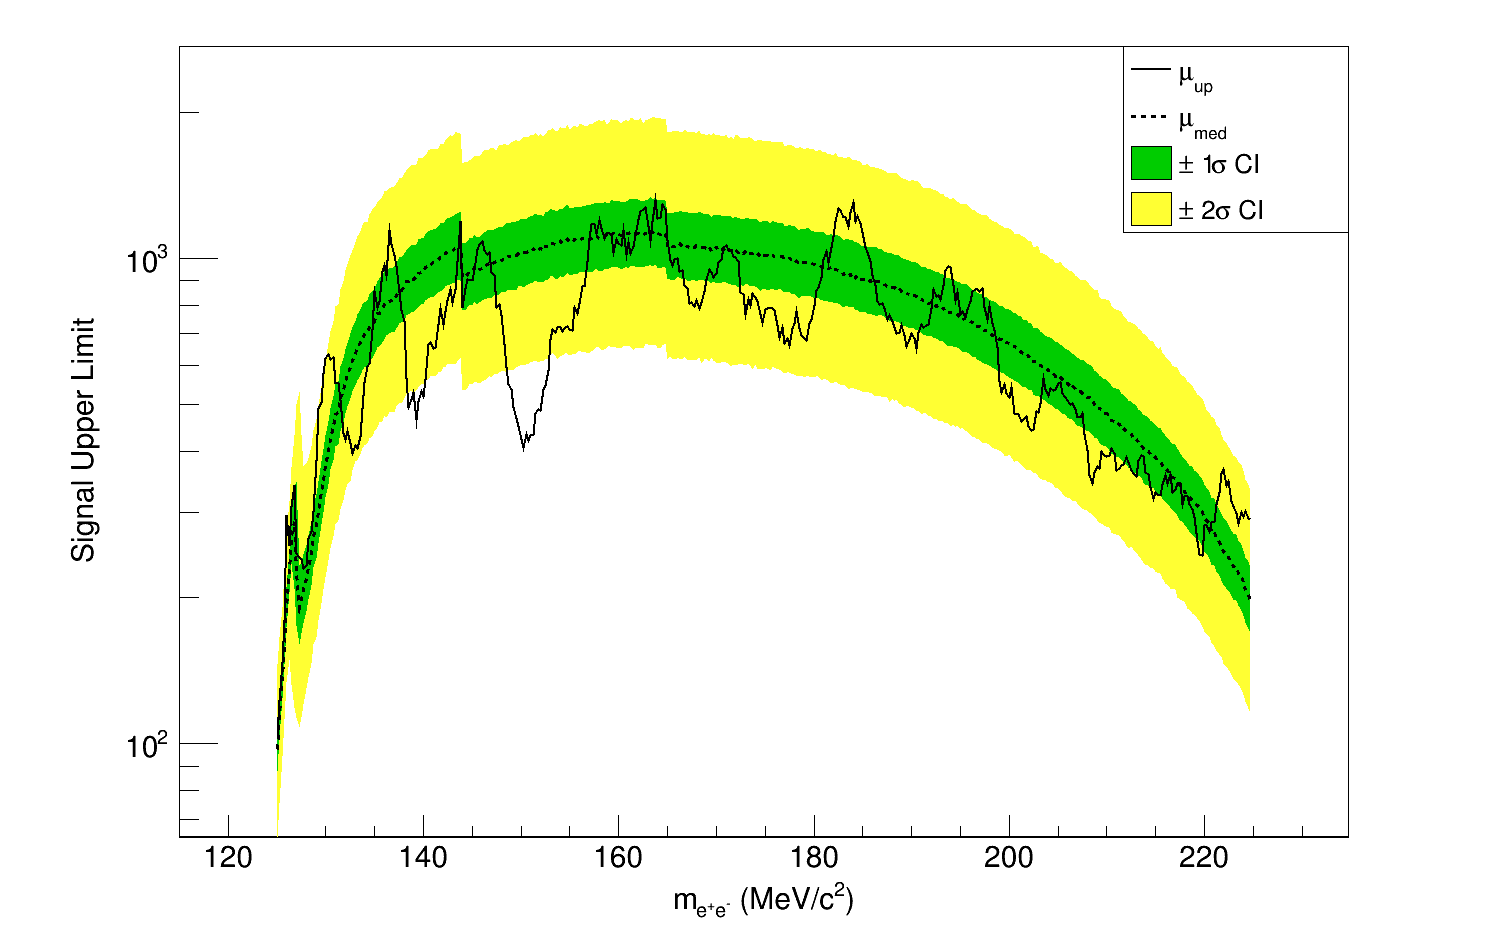 μup
μmed
± 1σ CI
± 2σ CI
10³
10²
Signal Upper Limit
120 140 160 180 200 220
me⁺e⁻ (MeV/c²)